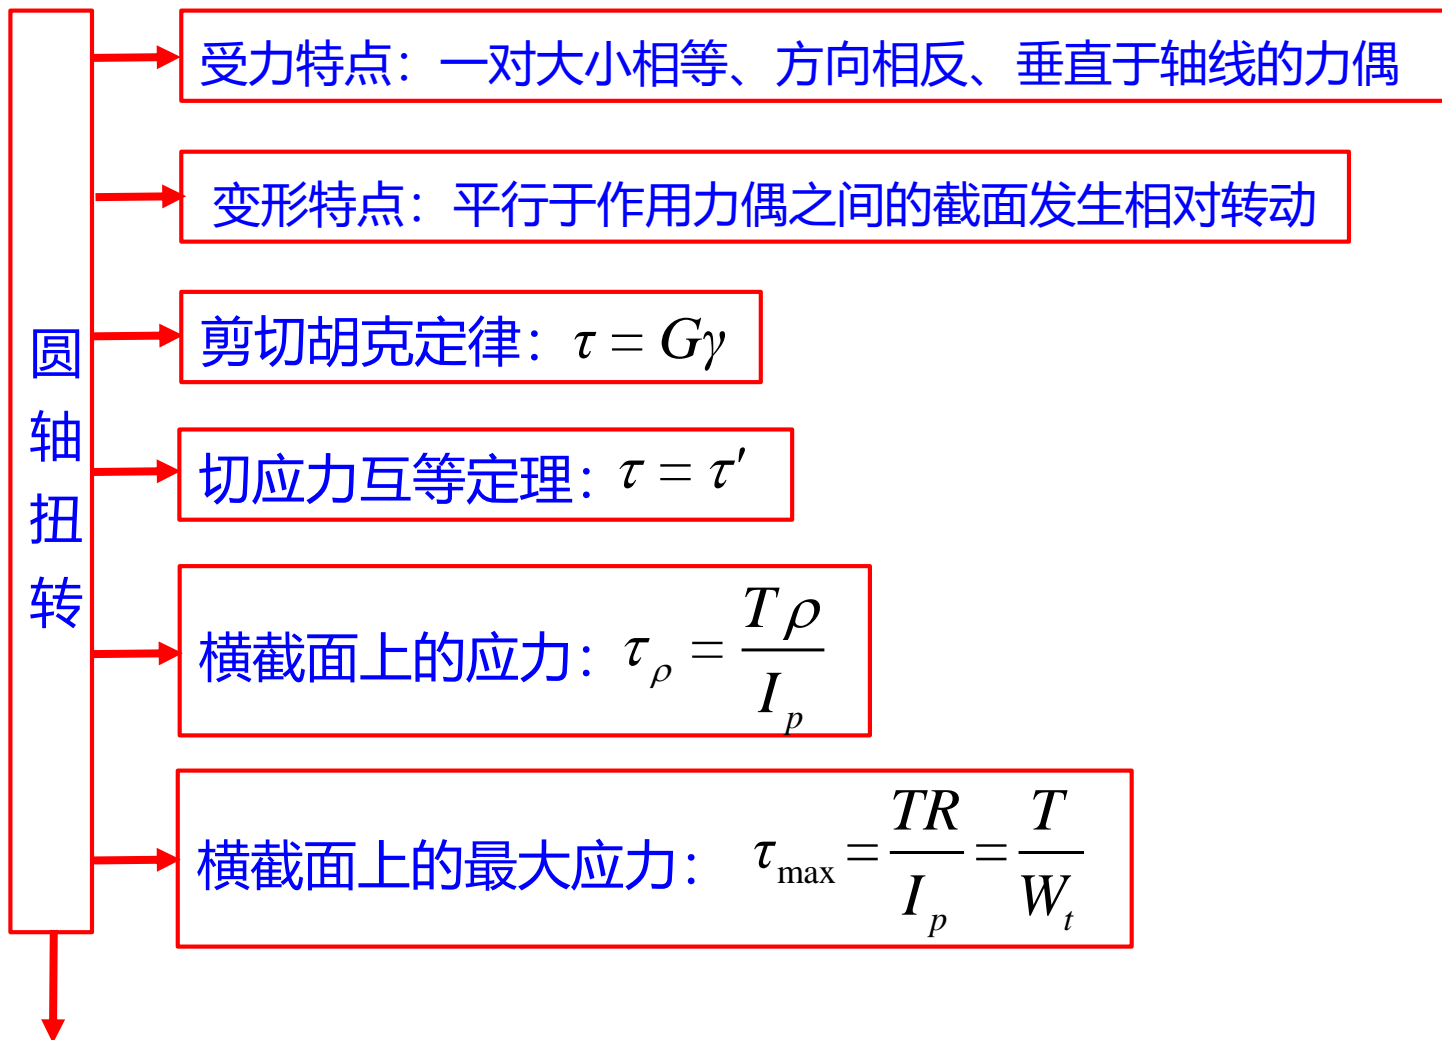 圆轴扭转
受力特点：一对大小相等、方向相反、垂直于轴线的力偶
变形特点：平行于作用力偶之间的截面发生相对转动
剪切胡克定律：τ = Gγ
切应力互等定理：τ = τ′
横截面上的应力：τ_ρ = Tρ / I_p
横截面上的最大应力：τ_max = TR / I_p = T / W_t